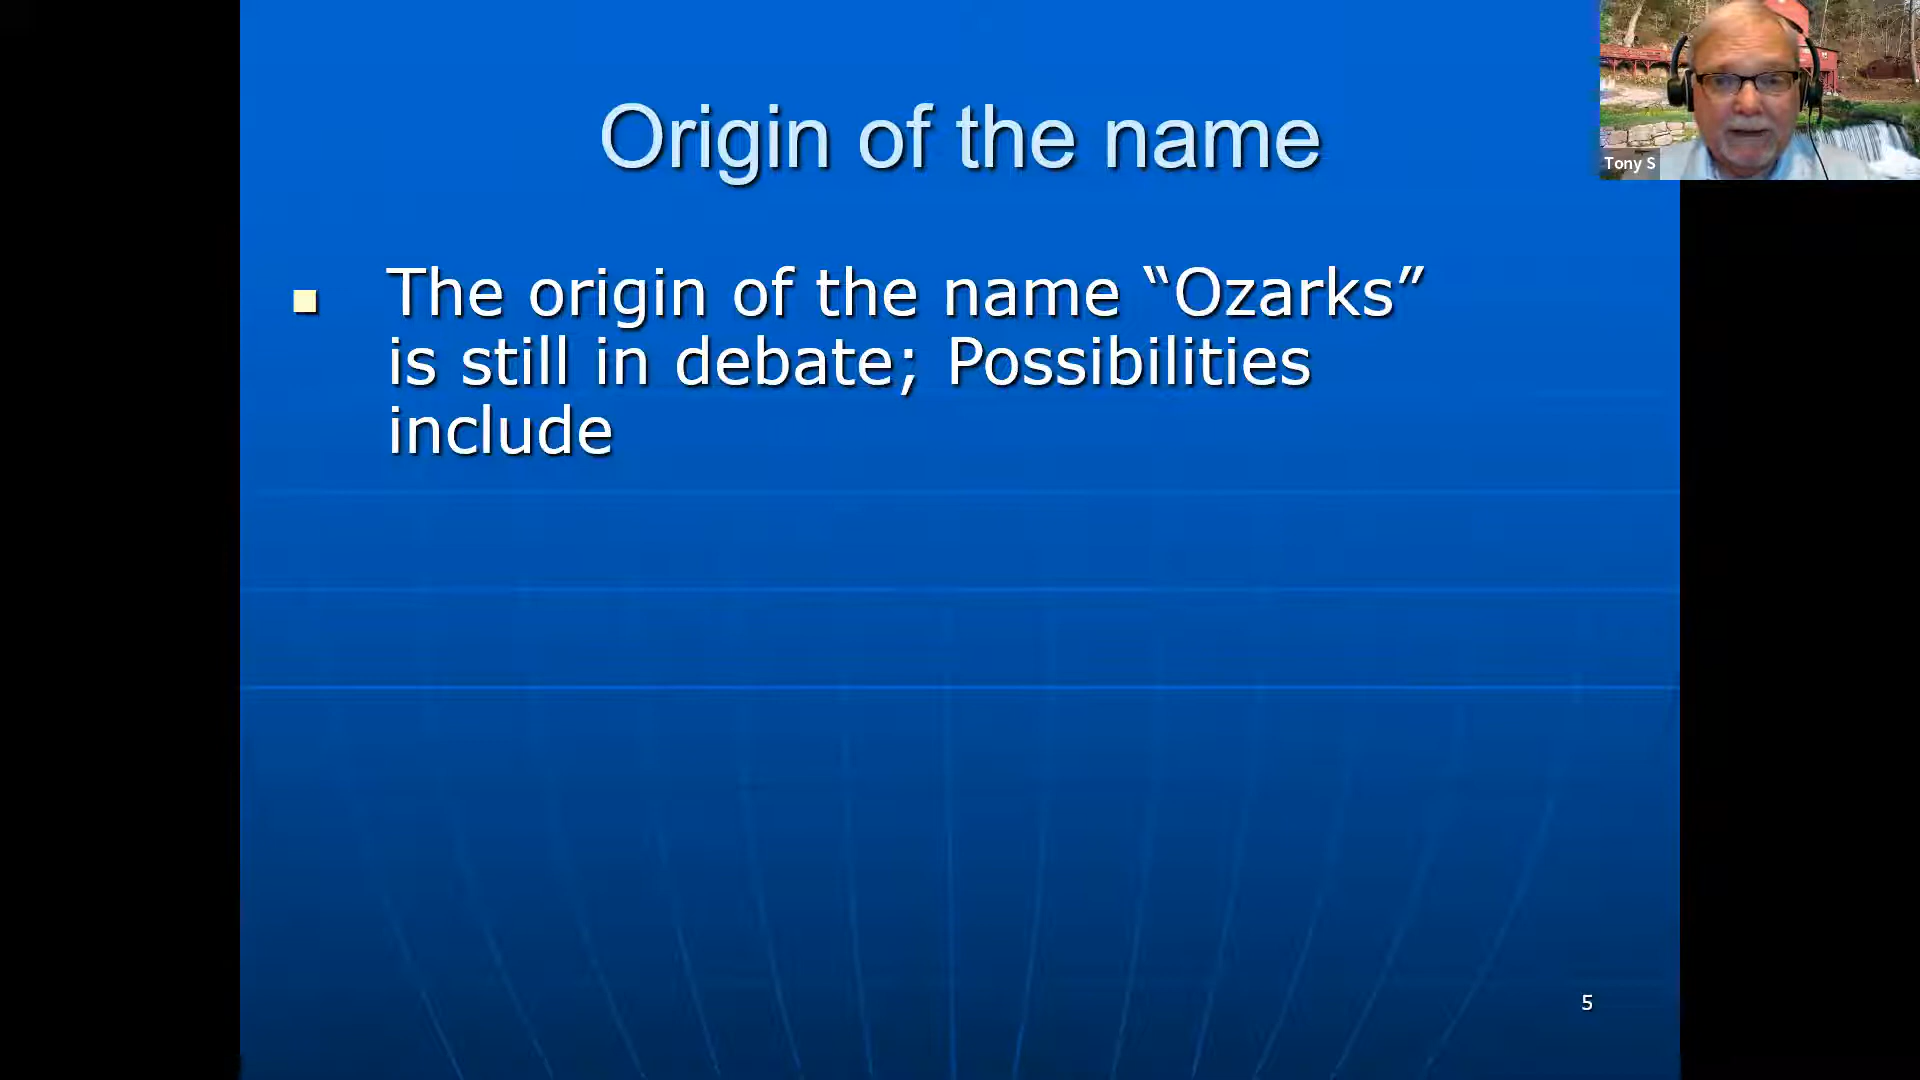 Origin of the name
The origin of the name “Ozarks”
is still in debate; Possibilities
include
Tony S
5